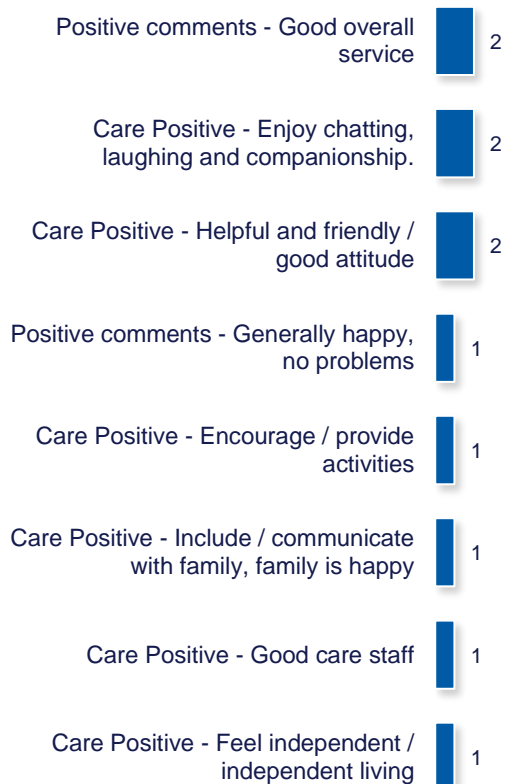 Positive comments - Good overall
service
2
Care Positive - Enjoy chatting,
laughing and companionship.
2
Care Positive - Helpful and friendly /
good attitude
2
Positive comments - Generally happy,
no problems
1
Care Positive - Encourage / provide
activities
1
Care Positive - Include / communicate
with family, family is happy
1
Care Positive - Good care staff
1
Care Positive - Feel independent /
independent living
1